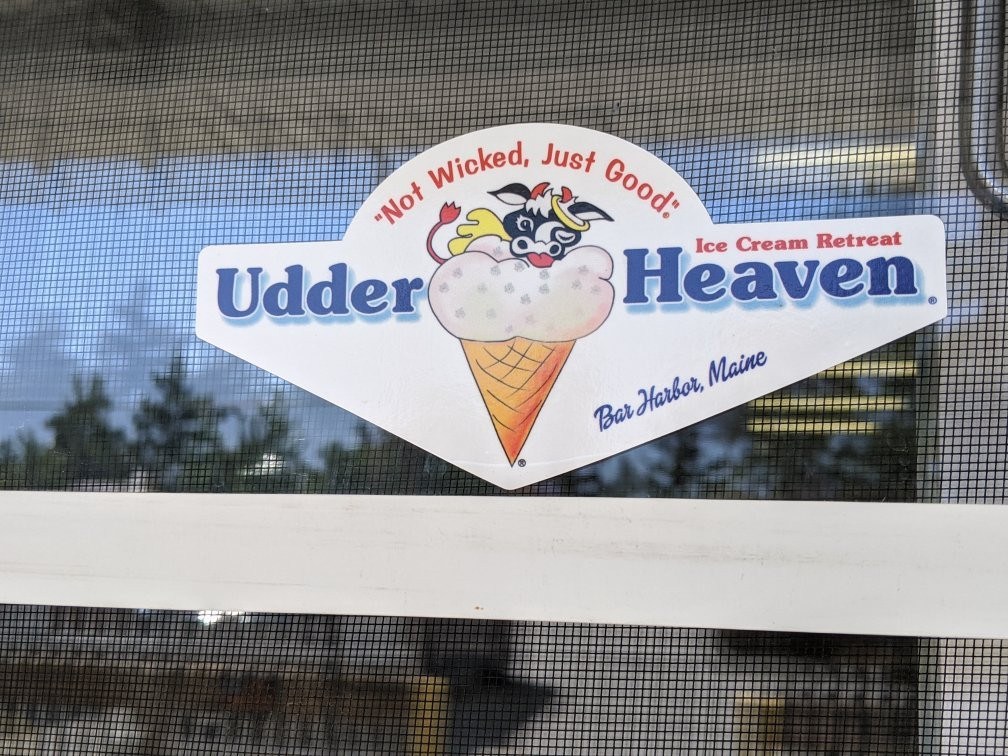 "Not Wicked, Just Good®"
Ice Cream Retreat
Udder Heaven®
Bar Harbor, Maine
®